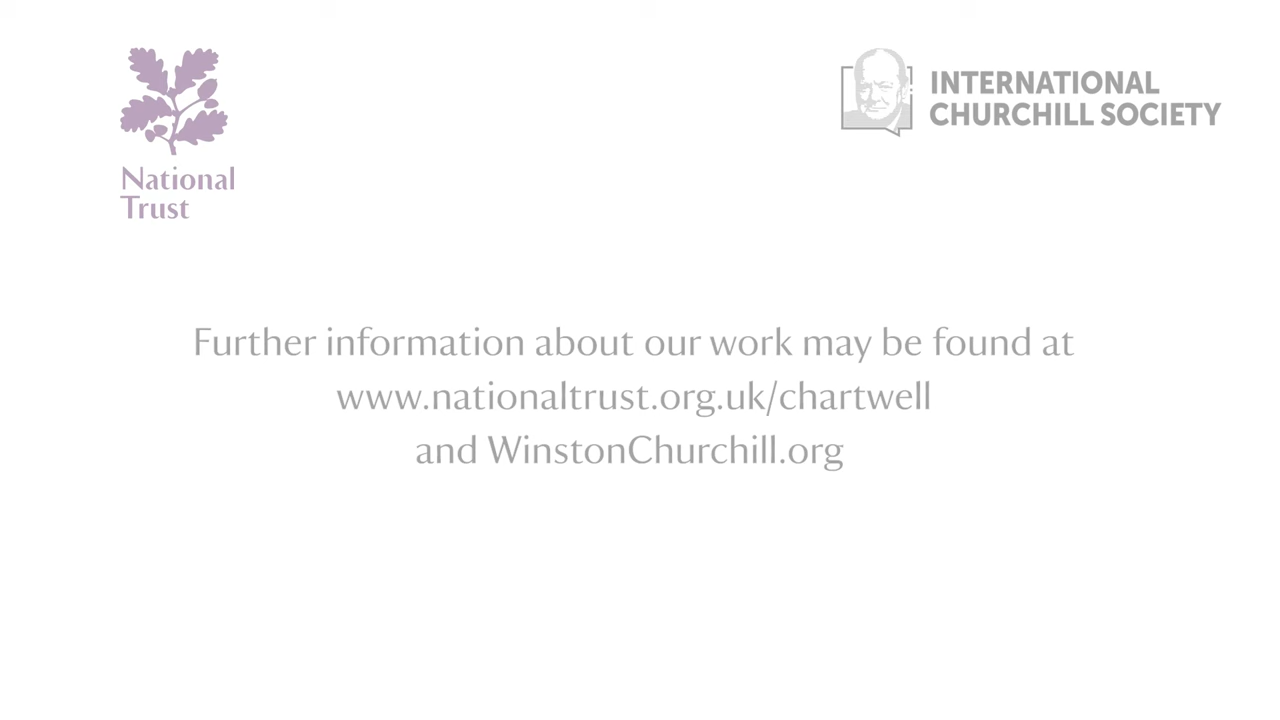 National
Trust
INTERNATIONAL
CHURCHILL SOCIETY
Further information about our work may be found at
www.nationaltrust.org.uk/chartwell
and WinstonChurchill.org